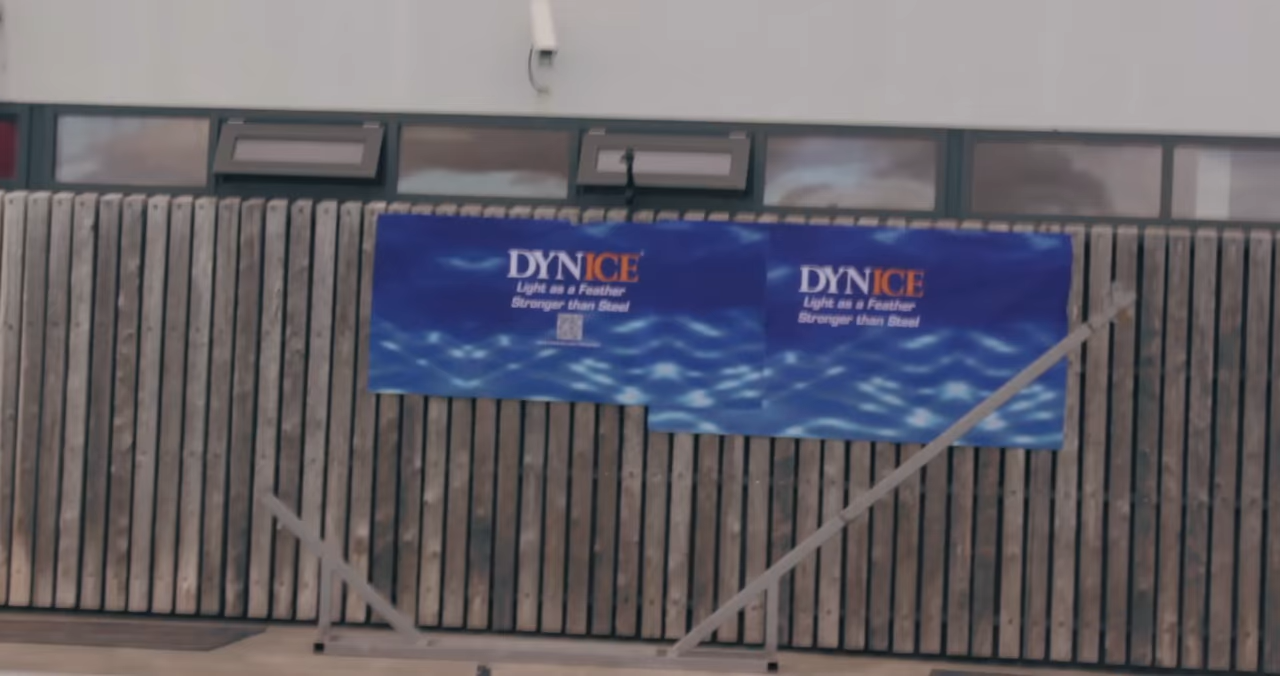 DYNICE
Light as a Feather
Stronger than Steel
DYNICE
Light as a Feather
Stronger than Steel